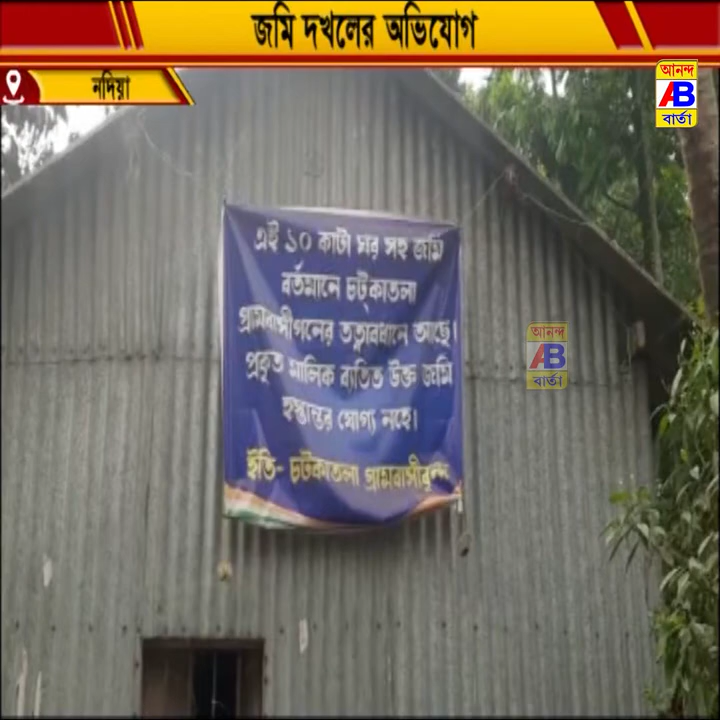 জমি দখলের অভিযোগ
নদিয়া
আনন্দ
AB
বার্তা
এই ১০ কাটা ঘর সহ জমি
বর্তমানে চট্‌কাতলা
গ্রামবাসীগনের তত্বাবধানে আছে।
প্রকৃত মালিক ব্যতিত উক্ত জমি
হস্তান্তর যোগ্য নহে।
ইতি- চটকাতলা গ্রামবাসীবৃন্দ
আনন্দ
AB
বার্তা